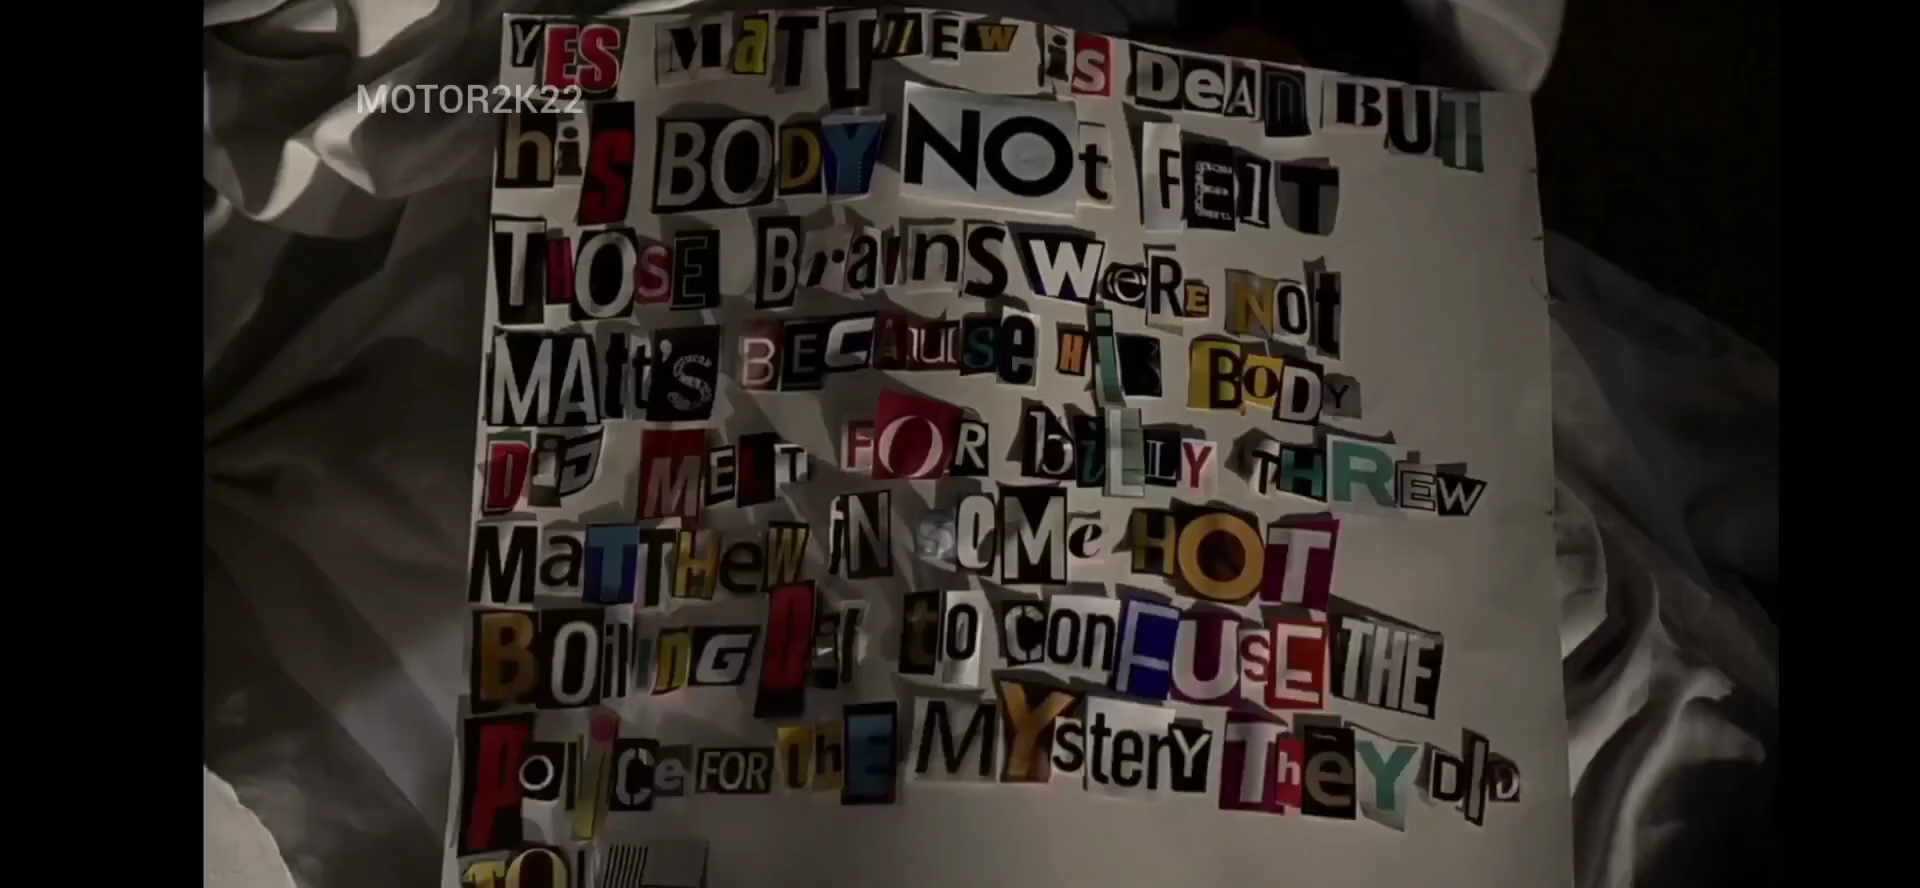 MOTOR2K22
YES MaTTHEW is DeAD BUT
hiS BODY NOt FElT
THOSE BrainS WeRE NOt
MAtt's BECAuSe HiS BODY
DiD MELT FOR biLLY THREW
MaTTHeW iN sOMe HOT
BOilinG Oil to conFUsE THE
PoliCe FOR thE MYsterY TheY DiD